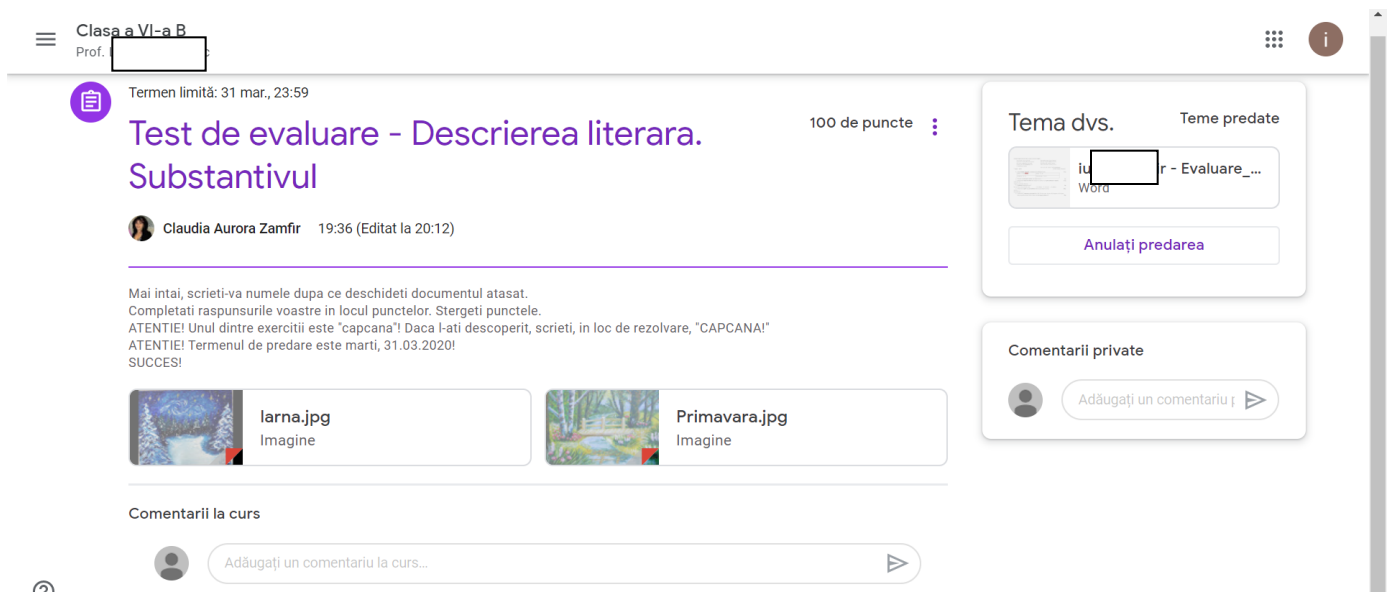 Clasa a VI-a B
Prof.
i
Termen limită: 31 mar., 23:59
Test de evaluare - Descrierea literara.
Substantivul
100 de puncte
Claudia Aurora Zamfir 19:36 (Editat la 20:12)
Mai intai, scrieti-va numele dupa ce deschideti documentul atasat.
Completati raspunsurile voastre in locul punctelor. Stergeti punctele.
ATENTIE! Unul dintre exercitii este "capcana"! Daca l-ati descoperit, scrieti, in loc de rezolvare, "CAPCANA!"
ATENTIE! Termenul de predare este marti, 31.03.2020!
SUCCES!
Iarna.jpg
Imagine
Primavara.jpg
Imagine
Comentarii la curs
Adăugați un comentariu la curs...
Tema dvs. Teme predate
iu r - Evaluare_...
Word
Anulați predarea
Comentarii private
Adăugați un comentariu